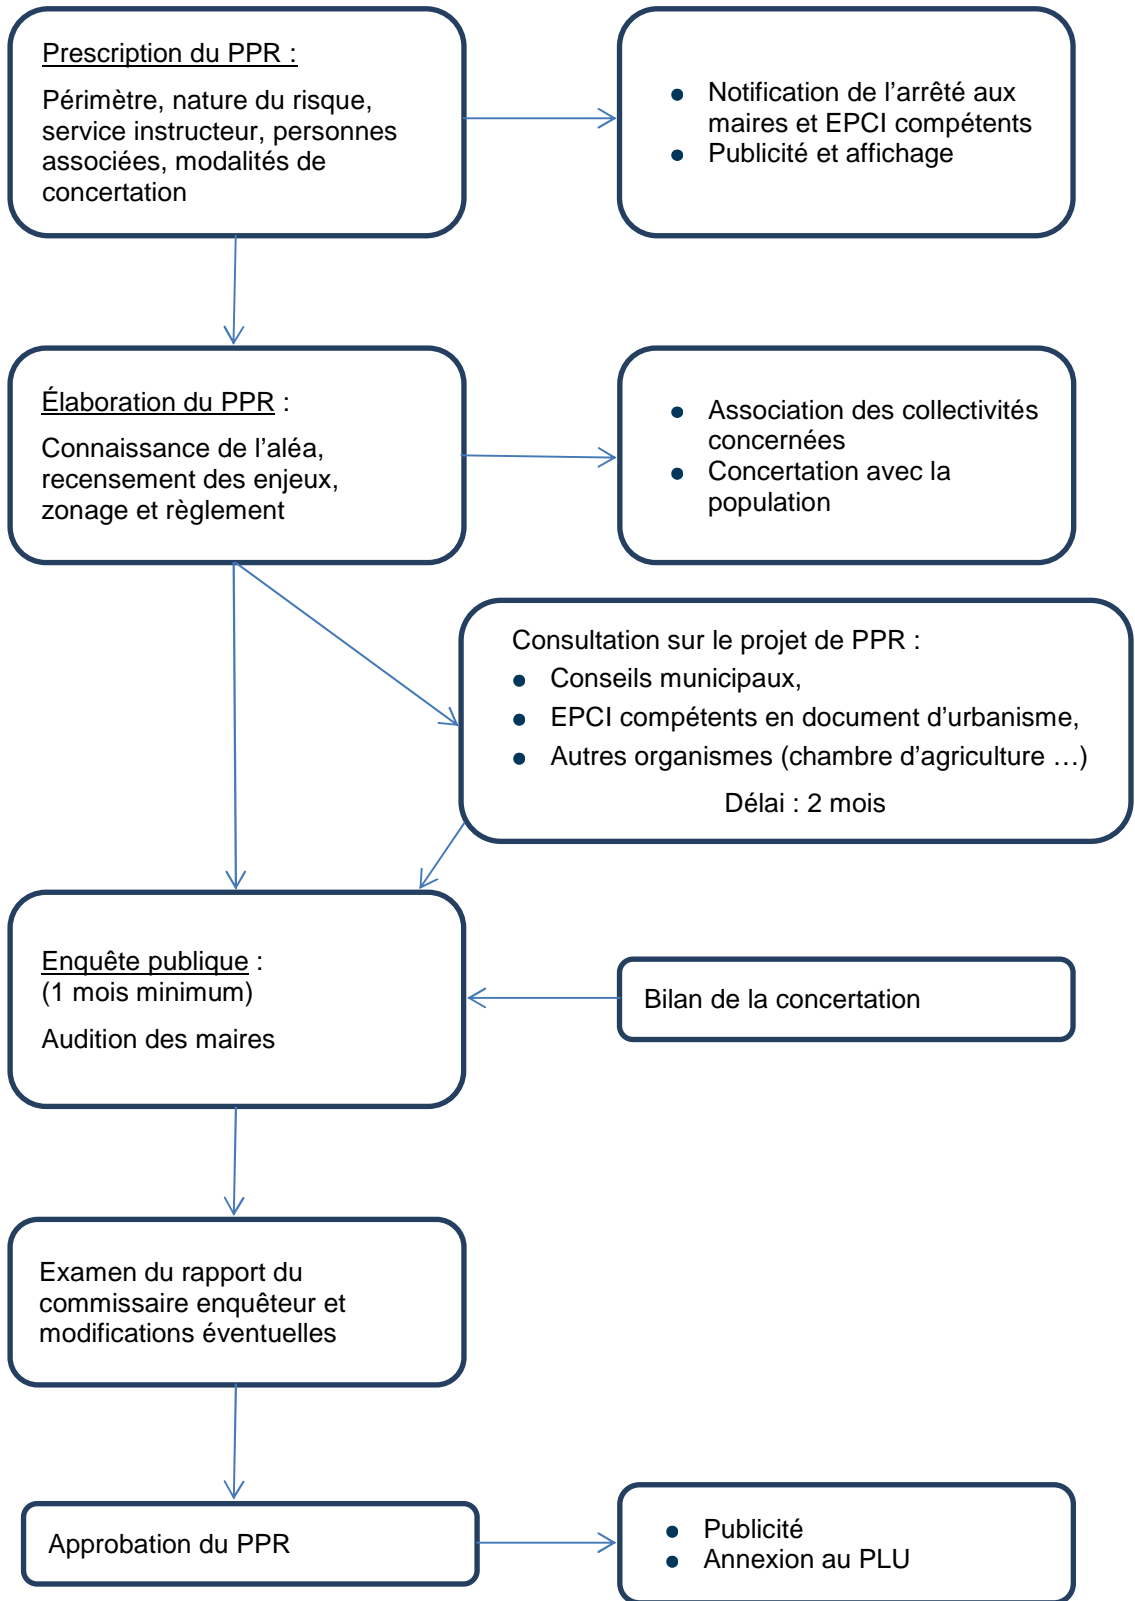 Prescription du PPR :
Périmètre, nature du risque,
service instructeur, personnes
associées, modalités de
concertation
● Notification de l’arrêté aux
maires et EPCI compétents
● Publicité et affichage
Élaboration du PPR :
Connaissance de l’aléa,
recensement des enjeux,
zonage et règlement
● Association des collectivités
concernées
● Concertation avec la
population
Consultation sur le projet de PPR :
● Conseils municipaux,
● EPCI compétents en document d’urbanisme,
● Autres organismes (chambre d’agriculture …)
Délai : 2 mois
Enquête publique :
(1 mois minimum)
Audition des maires
Bilan de la concertation
Examen du rapport du
commissaire enquêteur et
modifications éventuelles
Approbation du PPR
● Publicité
● Annexion au PLU